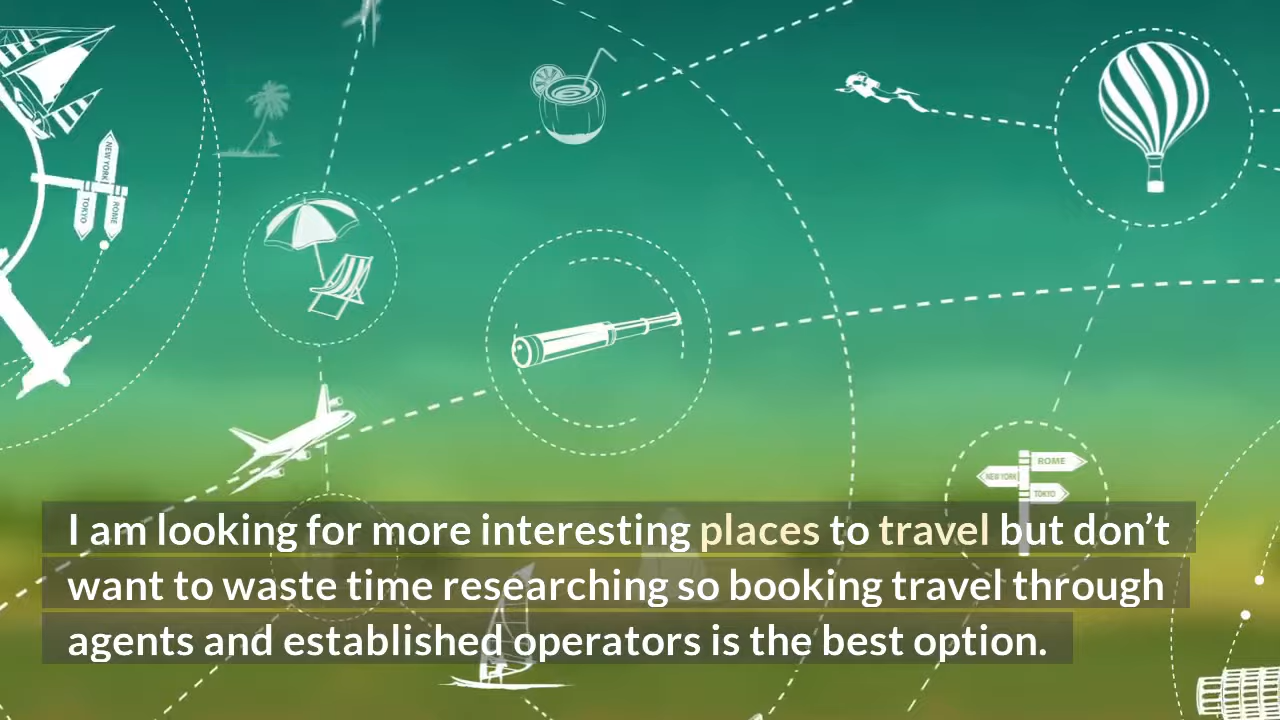 NEW YORK
TOKYO
ROME
ROME
NEW YORK
TOKYO
I am looking for more interesting places to travel but don’t
want to waste time researching so booking travel through
agents and established operators is the best option.